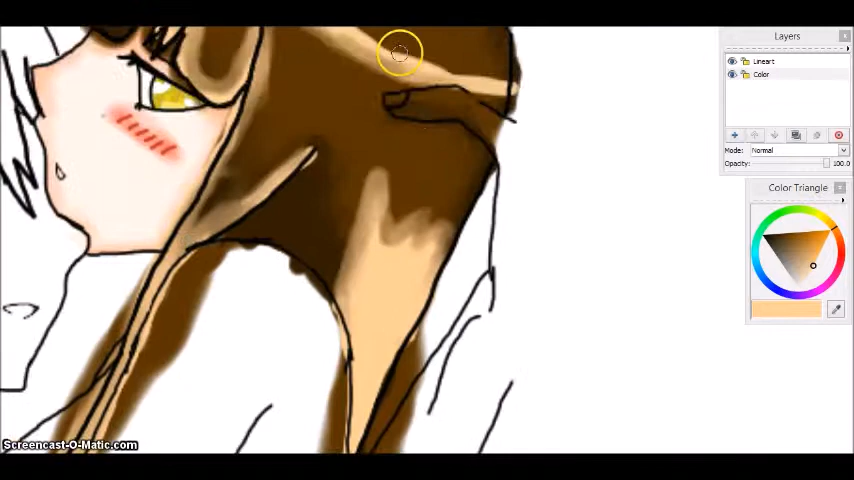 Layers
Lineart
Color
Mode: Normal
Opacity: 100.0
Color Triangle
Screencast-O-Matic.com